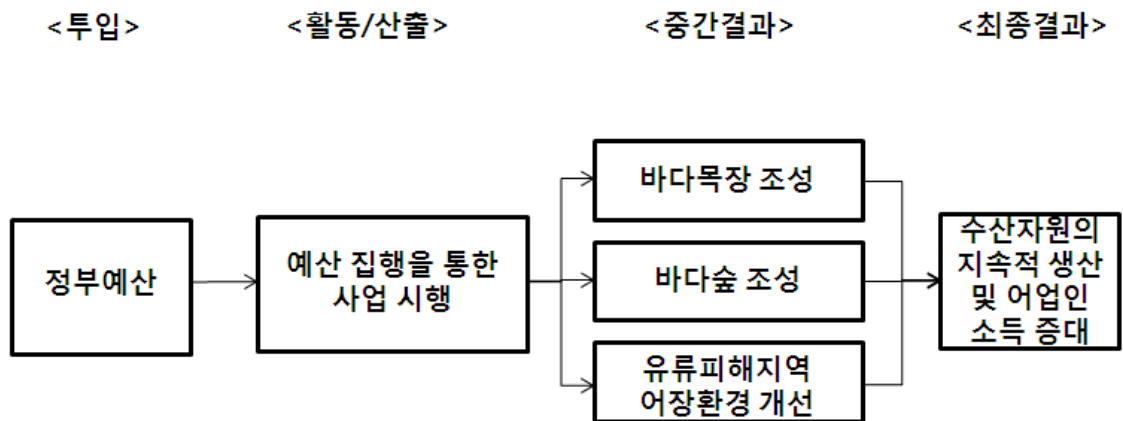 <투입>
<활동/산출>
<중간결과>
<최종결과>
정부예산
예산 집행을 통한
사업 시행
바다목장 조성
바다숲 조성
유류피해지역
어장환경 개선
수산자원의
지속적 생산
및 어업인
소득 증대